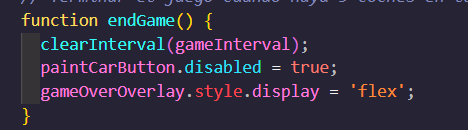 // Terminar el juego cuando haya 5 coches en
function endGame() {
clearInterval(gameInterval);
paintCarButton.disabled = true;
gameOverOverlay.style.display = 'flex';
}